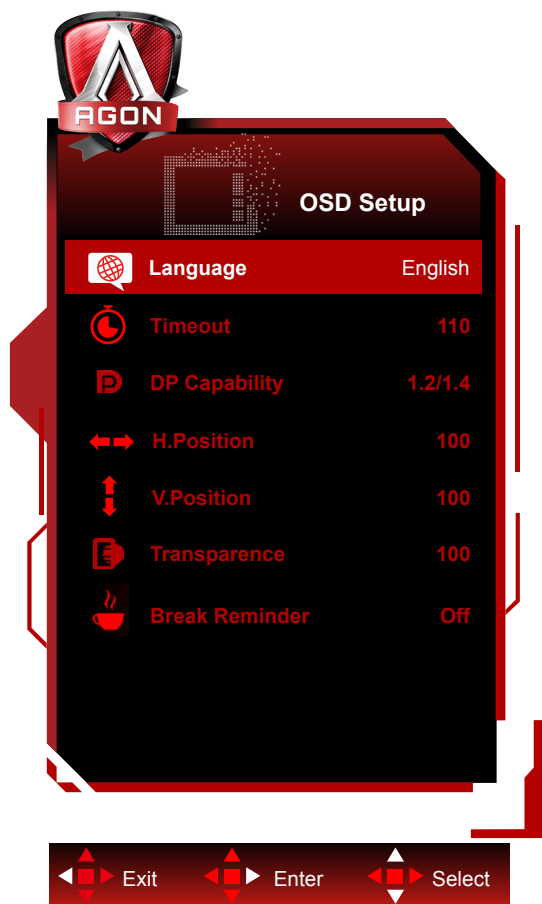 AGON
OSD Setup
Language English
Timeout 110
DP Capability 1.2/1.4
H.Position 100
V.Position 100
Transparence 100
Break Reminder Off
Exit Enter Select